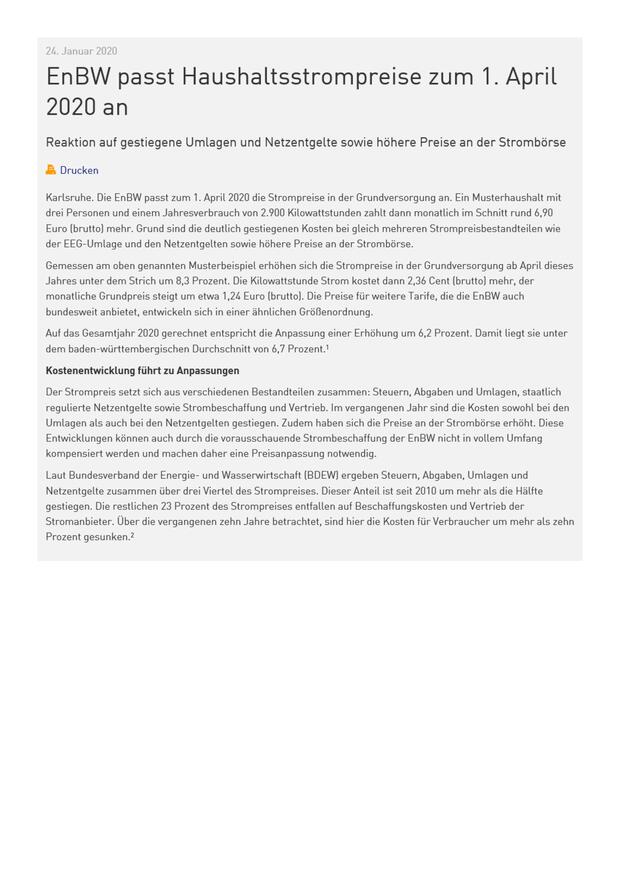 24. Januar 2020
EnBW passt Haushaltsstrompreise zum 1. April
2020 an
Reaktion auf gestiegene Umlagen und Netzentgelte sowie höhere Preise an der Strombörse
Drucken
Karlsruhe. Die EnBW passt zum 1. April 2020 die Strompreise in der Grundversorgung an. Ein Musterhaushalt mit
drei Personen und einem Jahresverbrauch von 2.900 Kilowattstunden zahlt dann monatlich im Schnitt rund 6,90
Euro (brutto) mehr. Grund sind die deutlich gestiegenen Kosten bei gleich mehreren Strompreisbestandteilen wie
der EEG-Umlage und den Netzentgelten sowie höhere Preise an der Strombörse.
Gemessen am oben genannten Musterbeispiel erhöhen sich die Strompreise in der Grundversorgung ab April dieses
Jahres unter dem Strich um 8,3 Prozent. Die Kilowattstunde Strom kostet dann 2,36 Cent (brutto) mehr, der
monatliche Grundpreis steigt um etwa 1,24 Euro (brutto). Die Preise für weitere Tarife, die die EnBW auch
bundesweit anbietet, entwickeln sich in einer ähnlichen Größenordnung.
Auf das Gesamtjahr 2020 gerechnet entspricht die Anpassung einer Erhöhung um 6,2 Prozent. Damit liegt sie unter
dem baden-württembergischen Durchschnitt von 6,7 Prozent.¹
Kostenentwicklung führt zu Anpassungen
Der Strompreis setzt sich aus verschiedenen Bestandteilen zusammen: Steuern, Abgaben und Umlagen, staatlich
regulierte Netzentgelte sowie Strombeschaffung und Vertrieb. Im vergangenen Jahr sind die Kosten sowohl bei den
Umlagen als auch bei den Netzentgelten gestiegen. Zudem haben sich die Preise an der Strombörse erhöht. Diese
Entwicklungen können auch durch die vorausschauende Strombeschaffung der EnBW nicht in vollem Umfang
kompensiert werden und machen daher eine Preisanpassung notwendig.
Laut Bundesverband der Energie- und Wasserwirtschaft (BDEW) ergeben Steuern, Abgaben, Umlagen und
Netzentgelte zusammen über drei Viertel des Strompreises. Dieser Anteil ist seit 2010 um mehr als die Hälfte
gestiegen. Die restlichen 23 Prozent des Strompreises entfallen auf Beschaffungskosten und Vertrieb der
Stromanbieter. Über die vergangenen zehn Jahre betrachtet, sind hier die Kosten für Verbraucher um mehr als zehn
Prozent gesunken.²